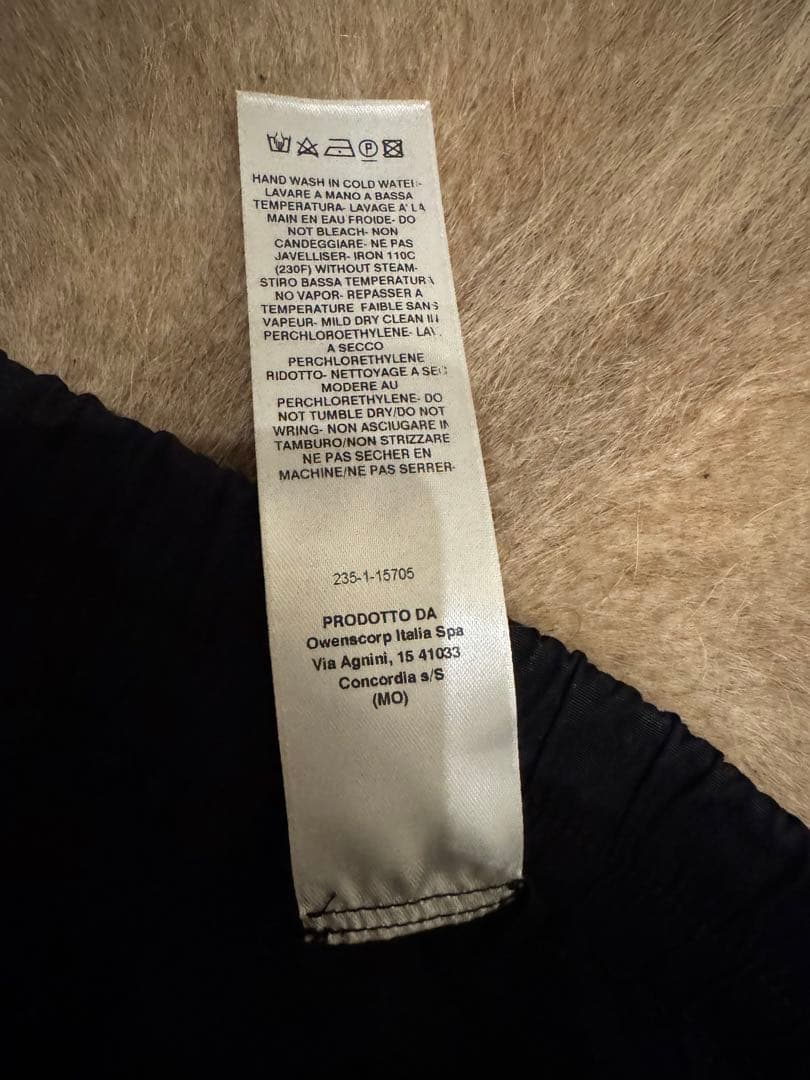 HAND WASH IN COLD
LAVARE A MANO A BASSA
TEMPERATURA- LAVAGE A' LA
MAIN EN EAU FROIDE- DO
NOT BLEACH- NON
CANDEGGIARE- NE PAS
JAVELLISER- IRON 110C
(230F) WITHOUT STEAM-
STIRO BASSA
NO VAPOR- REPASSER A
TEMPERATURE FAIBLE SANS
VAPEUR- MILD DRY CLEAN IN
PERCHLOROETHYLENE-
A SECCO
PERCHLORETHYLENE
RIDOTTO- NETTOYAGE A
MODERE AU
PERCHLORETHYLENE- DO
NOT TUMBLE DRY/DO NOT
WRING- NON ASCIUGARE IN
TAMBURO/NON STRIZZARE
NE PAS SECHER EN
MACHINE/NE PAS SERRER-
235-1-15705
PRODOTTO DA
Owenscorp Italia Spa
Via Agnini, 15 41033
Concordia s/S
(MO)